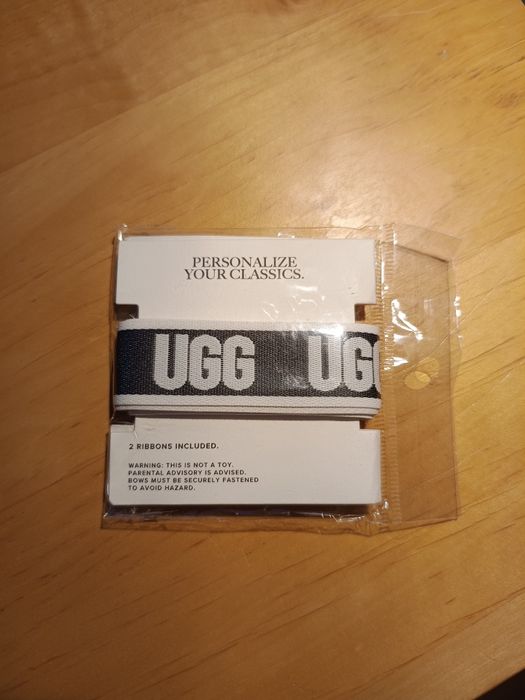 PERSONALIZE
YOUR CLASSICS.
UGG UGG
2 RIBBONS INCLUDED.
WARNING: THIS IS NOT A TOY.
PARENTAL ADVISORY IS ADVISED.
BOWS MUST BE SECURELY FASTENED
TO AVOID HAZARD.